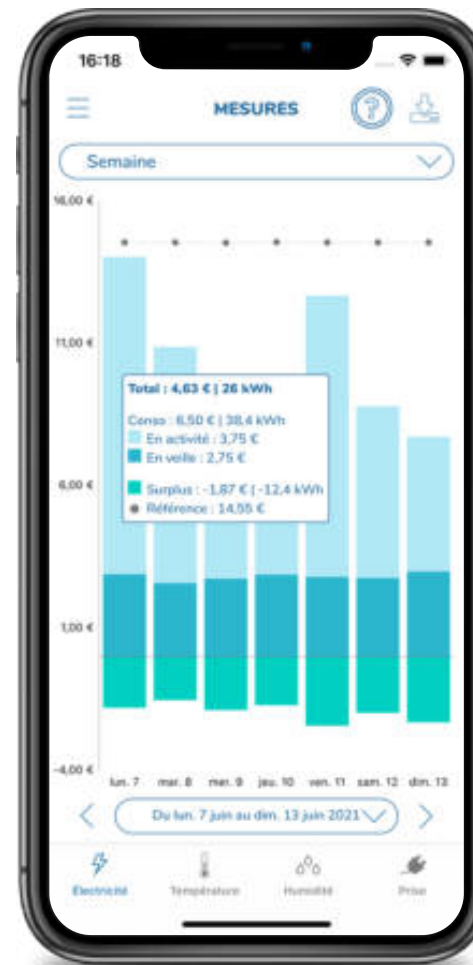 16:18
MESURES
?
Semaine
16,00 €
11,00 €
Total : 4,63 € | 26 kWh
Conso : 6,50 € | 38,4 kWh
En activité : 3,75 €
En veille : 2,75 €
6,00 €
Surplus : -1,87 € | -12,4 kWh
Référence : 14,55 €
1,00 €
-4,00 €
lun. 7 mar. 8 mer. 9 jeu. 10 ven. 11 sam. 12 dim. 13
Du lun. 7 juin au dim. 13 juin 2021
Électricité Température Humidité Prise